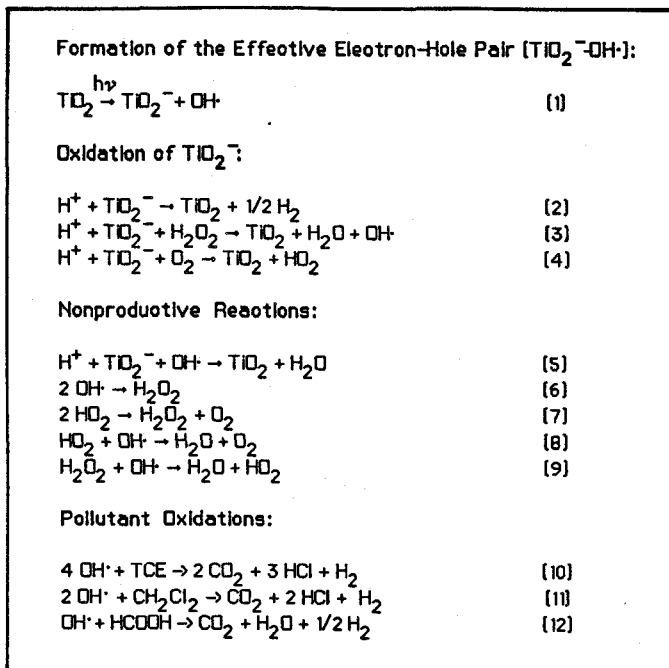 Formation of the Effective Electron-Hole Pair [TiO₂⁻-OH·]:
hν
TiO₂ → TiO₂⁻ + OH· [1]
Oxidation of TiO₂⁻:
H⁺ + TiO₂⁻ → TiO₂ + 1/2 H₂ [2]
H⁺ + TiO₂⁻ + H₂O₂ → TiO₂ + H₂O + OH· [3]
H⁺ + TiO₂⁻ + O₂ → TiO₂ + HO₂ [4]
Nonproductive Reactions:
H⁺ + TiO₂⁻ + OH· → TiO₂ + H₂O [5]
2 OH· → H₂O₂ [6]
2 HO₂ → H₂O₂ + O₂ [7]
HO₂ + OH· → H₂O + O₂ [8]
H₂O₂ + OH· → H₂O + HO₂ [9]
Pollutant Oxidations:
4 OH· + TCE → 2 CO₂ + 3 HCl + H₂ [10]
2 OH· + CH₂Cl₂ → CO₂ + 2 HCl + H₂ [11]
OH· + HCOOH → CO₂ + H₂O + 1/2 H₂ [12]